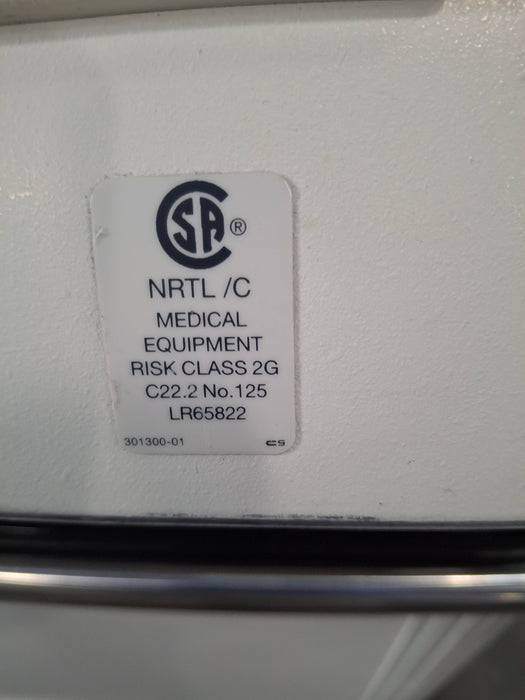 CSA®
NRTL /C
MEDICAL
EQUIPMENT
RISK CLASS 2G
C22.2 No.125
LR65822
301300-01